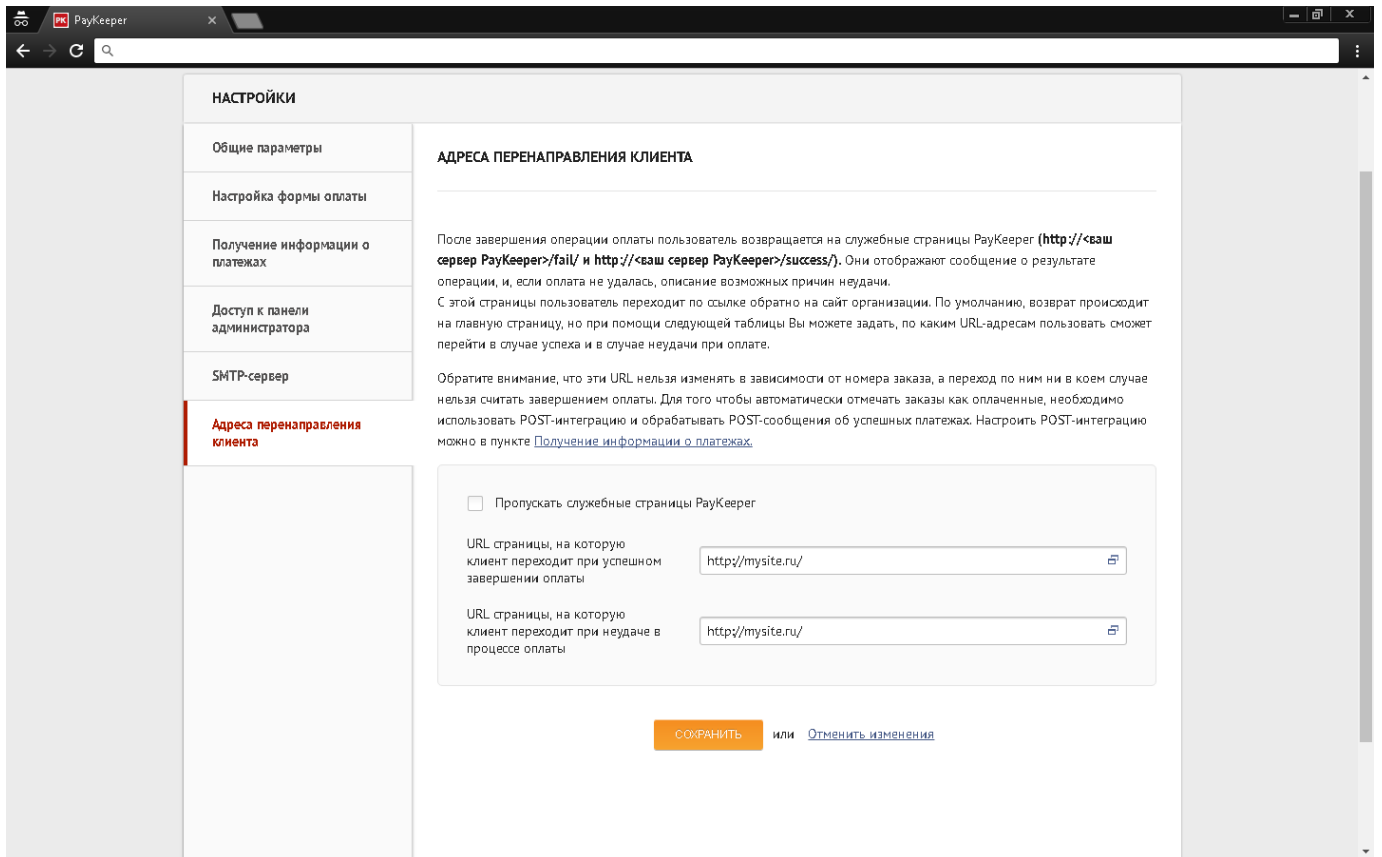 PK PayKeeper
НАСТРОЙКИ
Общие параметры
Настройка формы оплаты
Получение информации о
платежах
Доступ к панели
администратора
SMTP-сервер
Адреса перенаправления
клиента
АДРЕСА ПЕРЕНАПРАВЛЕНИЯ КЛИЕНТА
После завершения операции оплаты пользователь возвращается на служебные страницы PayKeeper (http://<ваш
сервер PayKeeper>/fail/ и http://<ваш сервер PayKeeper>/success/). Они отображают сообщение о результате
операции, и, если оплата не удалась, описание возможных причин неудачи.
С этой страницы пользователь переходит по ссылке обратно на сайт организации. По умолчанию, возврат происходит
на главную страницу, но при помощи следующей таблицы Вы можете задать, по каким URL-адресам пользовать сможет
перейти в случае успеха и в случае неудачи при оплате.
Обратите внимание, что эти URL нельзя изменять в зависимости от номера заказа, а переход по ним ни в коем случае
нельзя считать завершением оплаты. Для того чтобы автоматически отмечать заказы как оплаченные, необходимо
использовать POST-интеграцию и обрабатывать POST-сообщения об успешных платежах. Настроить POST-интеграцию
можно в пункте Получение информации о платежах.
Пропускать служебные страницы PayKeeper
URL страницы, на которую
клиент переходит при успешном
завершении оплаты
http://mysite.ru/
URL страницы, на которую
клиент переходит при неудаче в
процессе оплаты
http://mysite.ru/
СОХРАНИТЬ или Отменить изменения